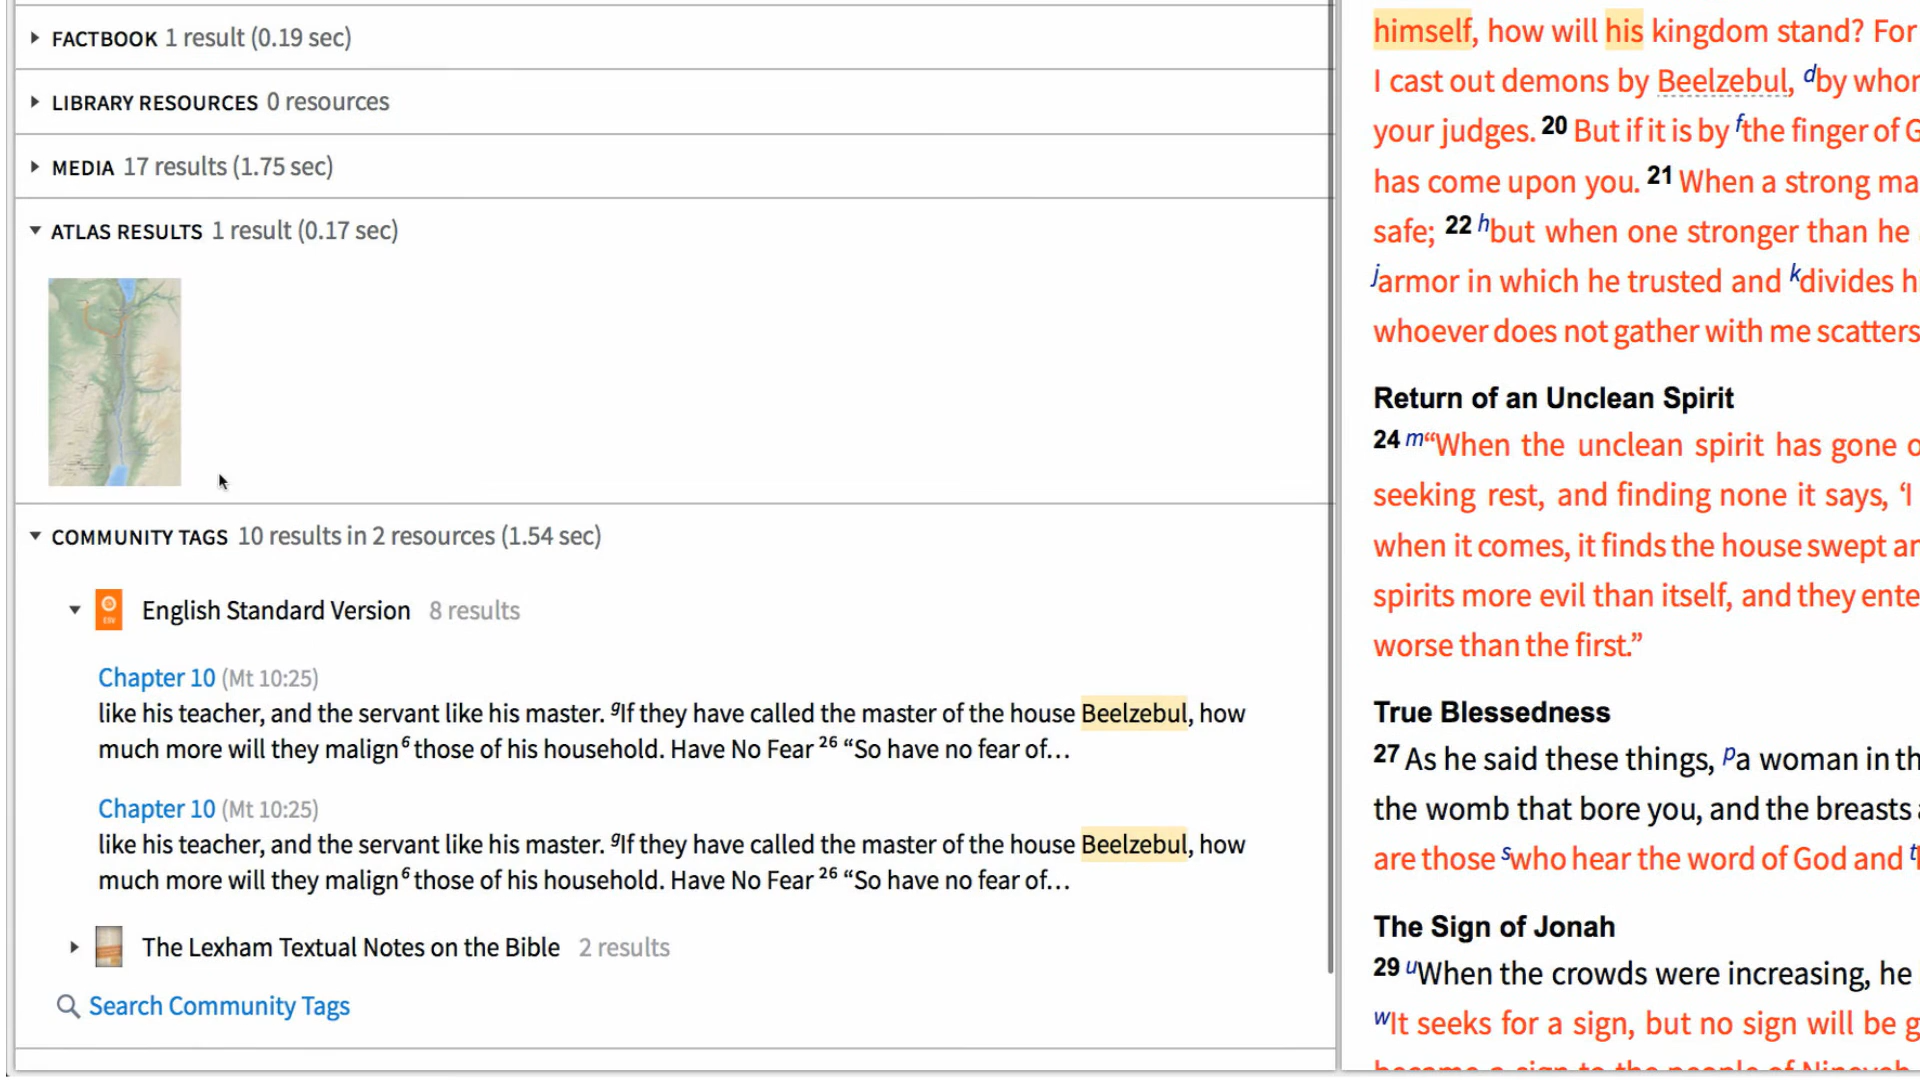 FACTBOOK 1 result (0.19 sec)
LIBRARY RESOURCES 0 resources
MEDIA 17 results (1.75 sec)
ATLAS RESULTS 1 result (0.17 sec)
COMMUNITY TAGS 10 results in 2 resources (1.54 sec)
English Standard Version 8 results
Chapter 10 (Mt 10:25)
like his teacher, and the servant like his master. gIf they have called the master of the house Beelzebul, how
much more will they malign6 those of his household. Have No Fear 26 “So have no fear of…
Chapter 10 (Mt 10:25)
like his teacher, and the servant like his master. gIf they have called the master of the house Beelzebul, how
much more will they malign6 those of his household. Have No Fear 26 “So have no fear of…
The Lexham Textual Notes on the Bible 2 results
Search Community Tags
himself, how will his kingdom stand? For
I cast out demons by Beelzebul, dby whom
your judges. 20 But if it is by fthe finger of G
has come upon you. 21 When a strong ma
safe; 22 hbut when one stronger than he
jarmor in which he trusted and kdivides h
whoever does not gather with me scatters
Return of an Unclean Spirit
24 m“When the unclean spirit has gone o
seeking rest, and finding none it says, ‘I
when it comes, it finds the house swept an
spirits more evil than itself, and they ente
worse than the first.”
True Blessedness
27 As he said these things, pa woman in th
the womb that bore you, and the breasts
are those swho hear the word of God and t
The Sign of Jonah
29 uWhen the crowds were increasing, he
wIt seeks for a sign, but no sign will be g
became a sign to the people of Nineveh